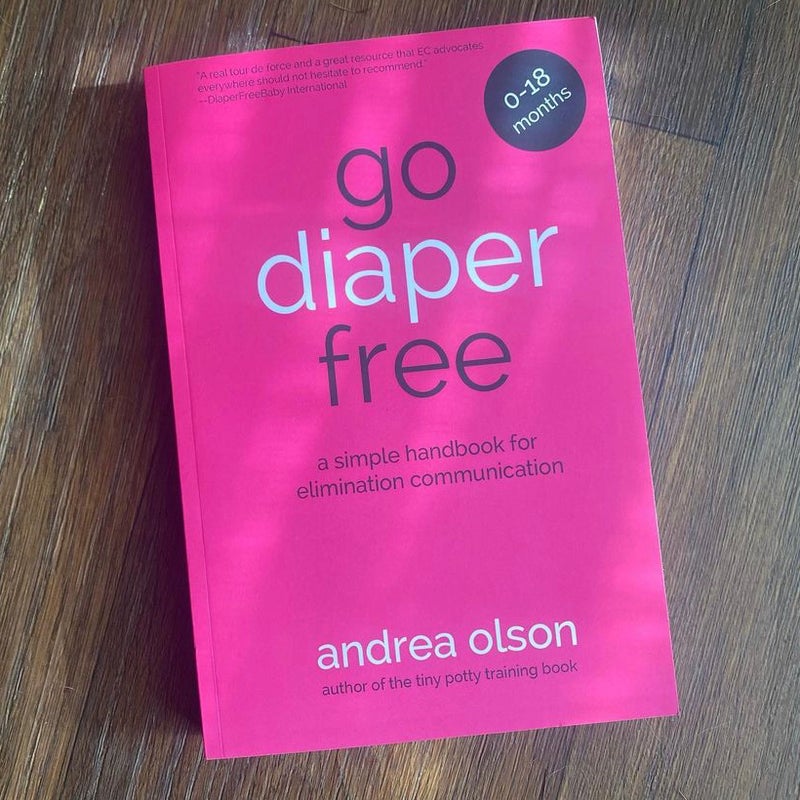 "A real tour de force and a great resource that EC advocates
everywhere should not hesitate to recommend."
--DiaperFreeBaby International
0-18
months
go
diaper
free
a simple handbook for
elimination communication
andrea olson
author of the tiny potty training book